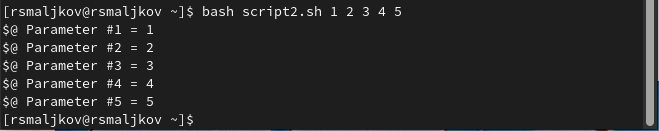 [rsmaljkov@rsmaljkov ~]$ bash script2.sh 1 2 3 4 5
$@ Parameter #1 = 1
$@ Parameter #2 = 2
$@ Parameter #3 = 3
$@ Parameter #4 = 4
$@ Parameter #5 = 5
[rsmaljkov@rsmaljkov ~]$